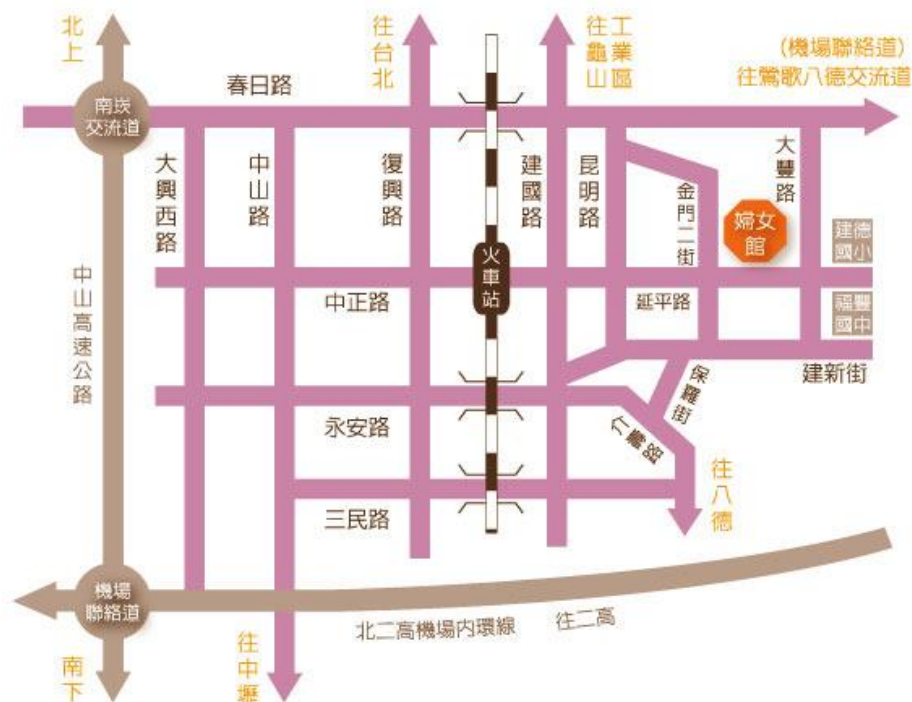 北上
往台北
往龜山
工業區
(機場聯絡道)
往鶯歌八德交流道
春日路
南崁
交流道
大興西路
中山路
復興路
建國路
昆明路
金門二街
大豐路
婦女
館
建德
國小
火車站
中正路
延平路
福豐
國中
中山高速公路
建新街
保羅街
永安路
介壽路
往八德
三民路
機場
聯絡道
北二高機場內環線
往二高
南下
往中壢